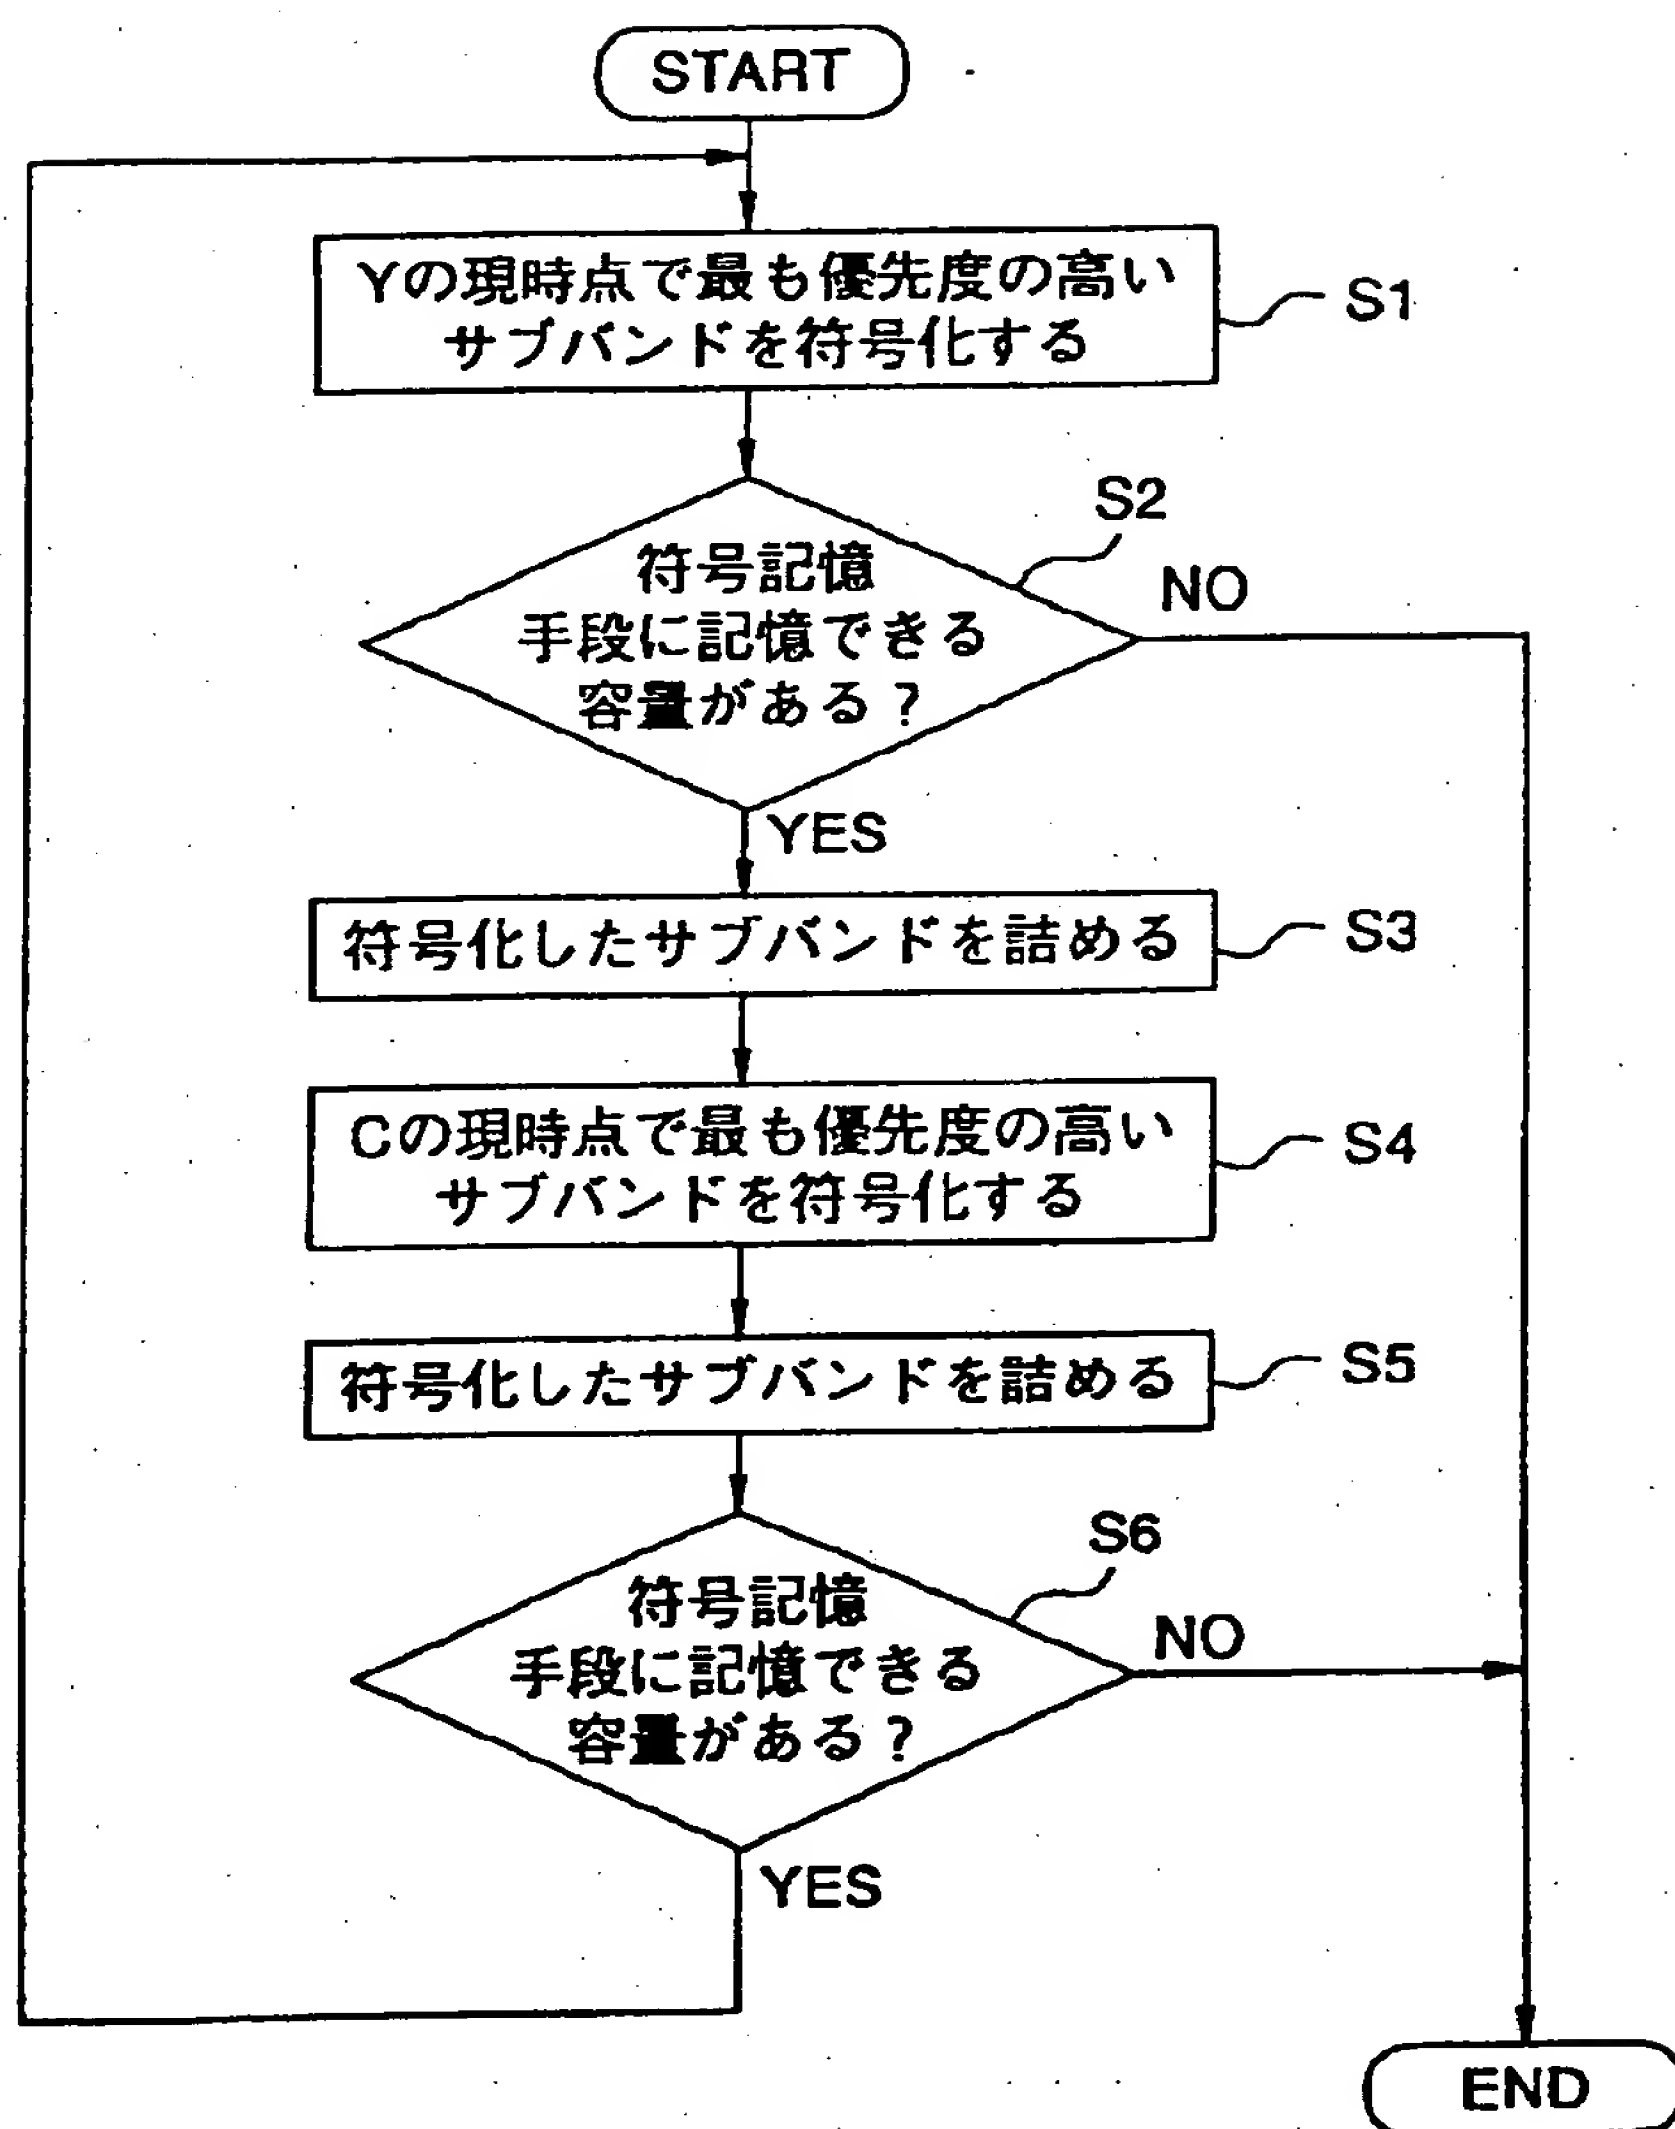 START
Yの現時点で最も優先度の高い
サブバンドを符号化する
S1
S2
符号記憶
手段に記憶できる
容量がある？
NO
YES
符号化したサブバンドを詰める
S3
Cの現時点で最も優先度の高い
サブバンドを符号化する
S4
符号化したサブバンドを詰める
S5
S6
符号記憶
手段に記憶できる
容量がある？
NO
YES
END